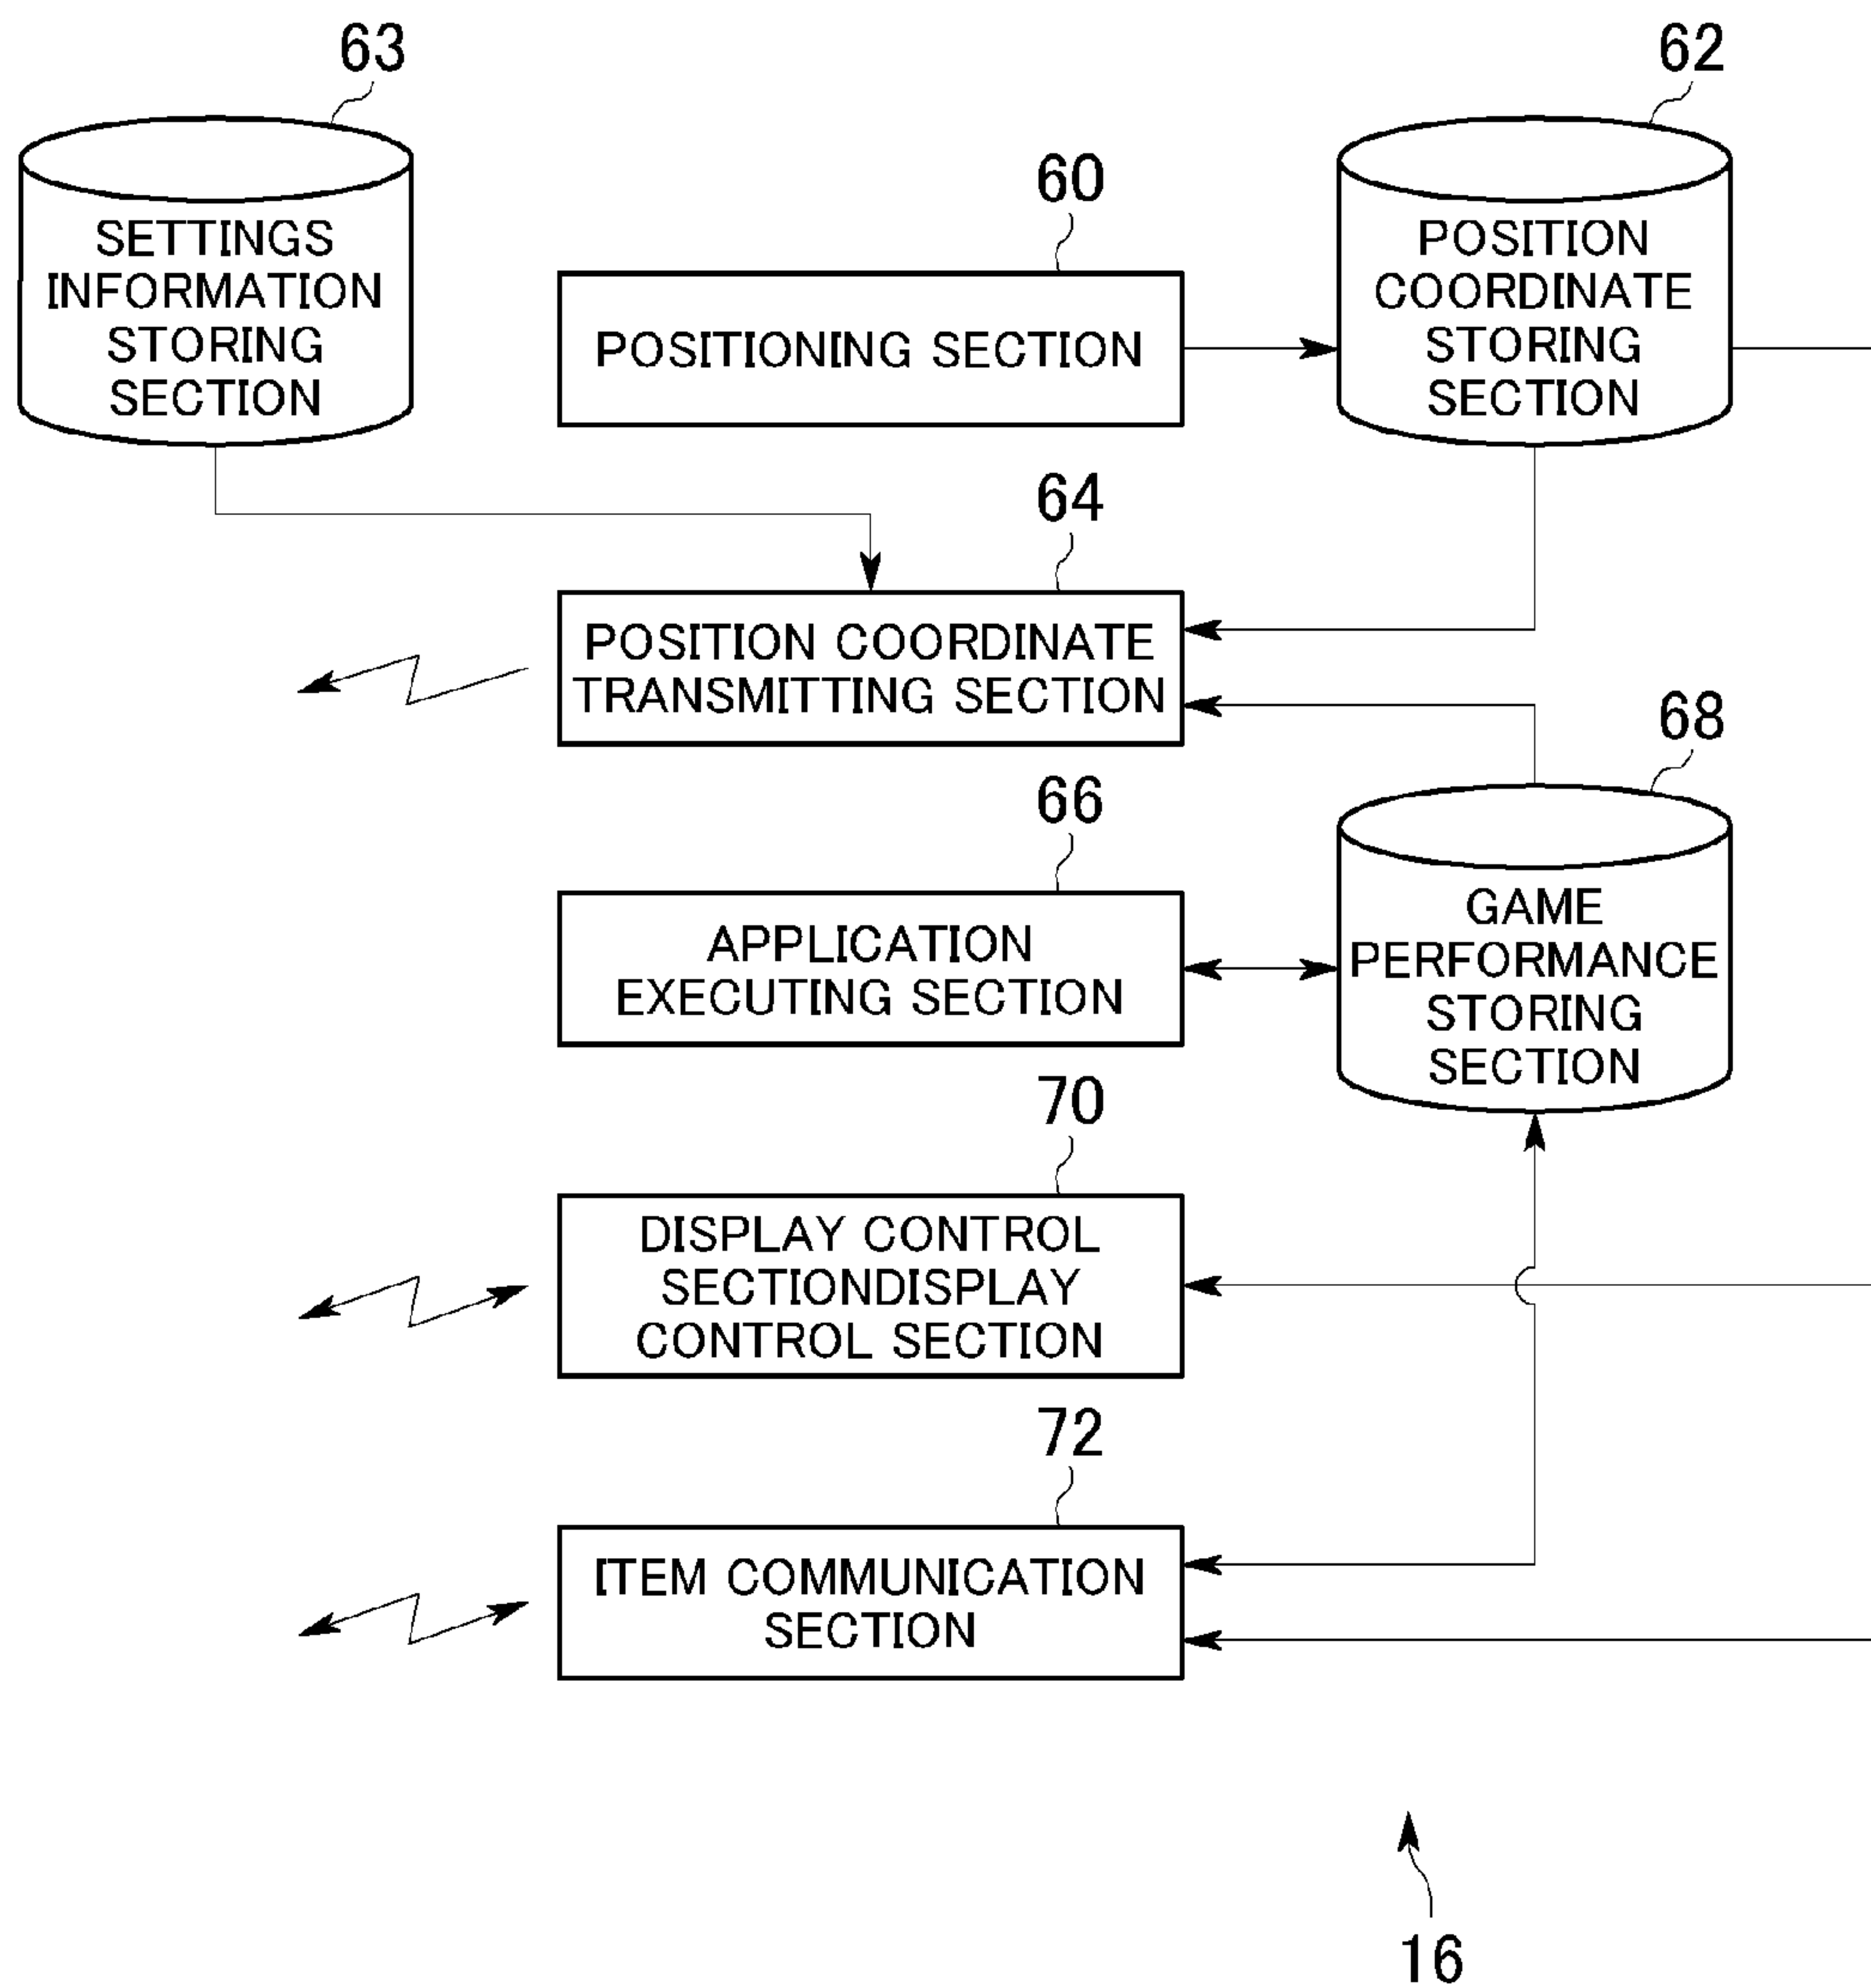 63
62
SETTINGS
INFORMATION
STORING
SECTION
60
POSITIONING SECTION
POSITION
COORDINATE
STORING
SECTION
64
POSITION COORDINATE
TRANSMITTING SECTION
68
66
APPLICATION
EXECUTING SECTION
GAME
PERFORMANCE
STORING
SECTION
70
DISPLAY CONTROL
SECTIONDISPLAY
CONTROL SECTION
72
ITEM COMMUNICATION
SECTION
16